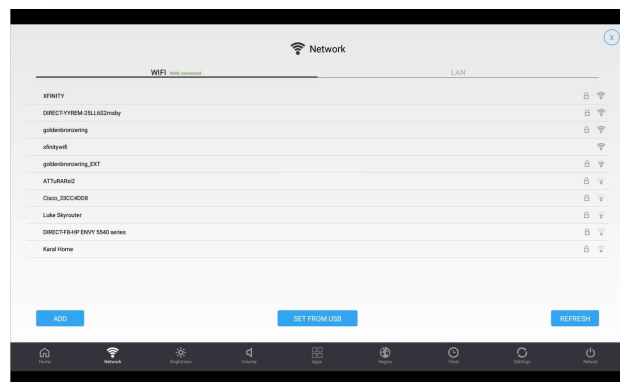 X
Network
WIFI WAN connected
LAN
XFINITY
DIRECT-YYREM-25LL6S2msby
goldenbronzering
xfinitywifi
goldenbronzering_EXT
ATTuRARxi2
Cisco_33CC4DD8
Luke Skyrouter
DIRECT-F8-HP ENVY 5540 series
Karal Home
ADD
SET FROM USB
REFRESH
Home
Network
Brightness
Volume
Apps
Region
Timer
Settings
Reboot